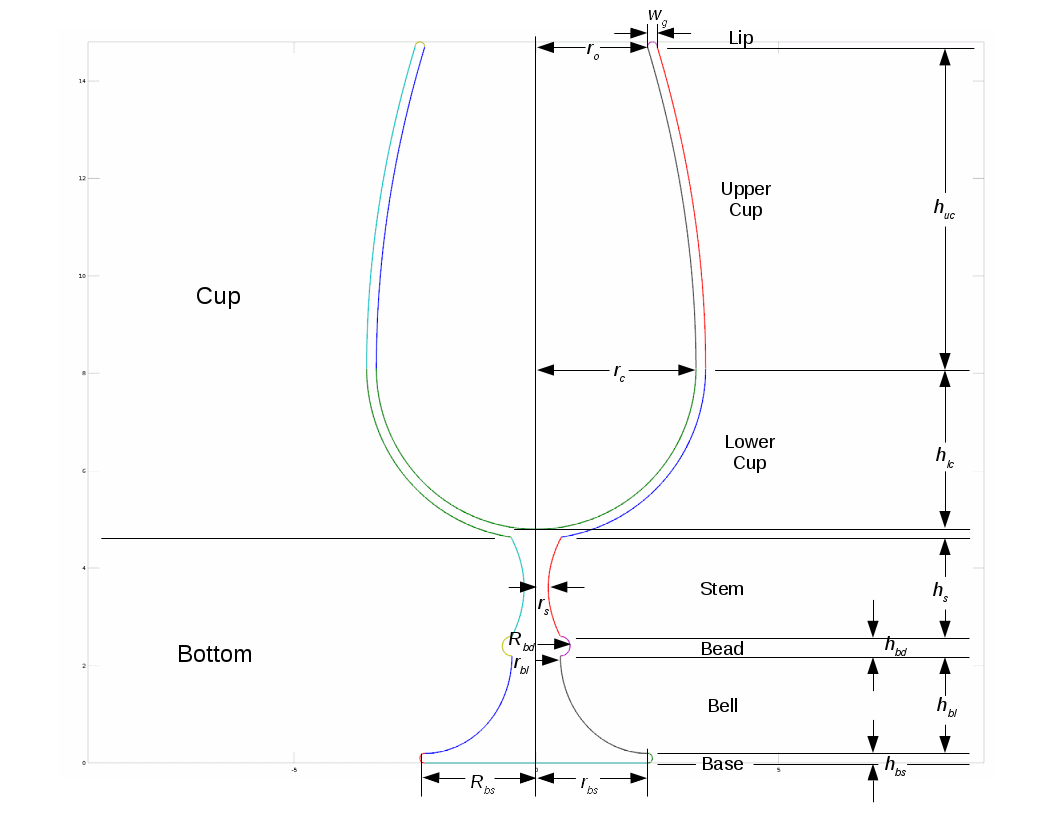 w_g
Lip
r_o
14
12
Upper
Cup
h_uc
Cup
10
r_c
8
Lower
Cup
h_lc
6
4
Stem
h_s
r_s
R_bd
Bead
h_bd
Bottom
r_bl
2
Bell
h_bl
0
Base
h_bs
-5
0
5
R_bs
r_bs